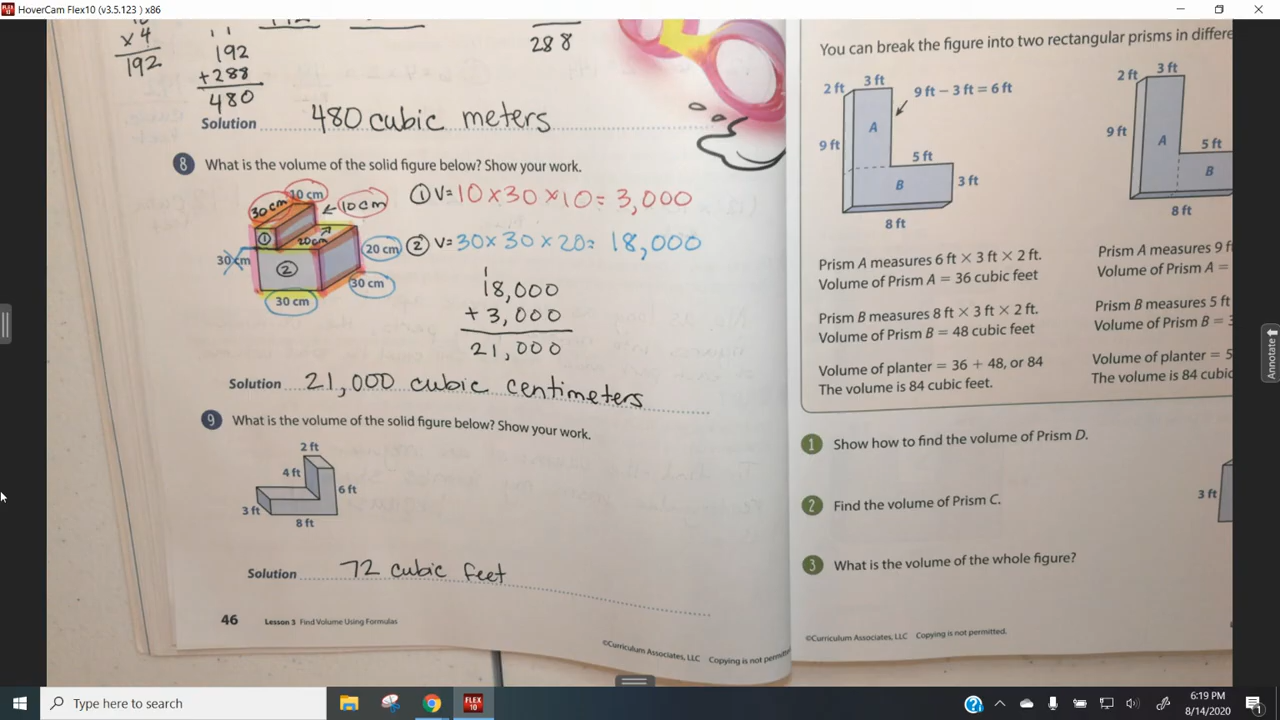 HoverCam Flex10 (v3.5.123 ) x86
x 4
192
1 1
192
+288
480
288
Solution 480 cubic meters
8 What is the volume of the solid figure below? Show your work.
10 cm
30 cm
10 cm
1
20cm
20 cm
30 cm
2
30 cm
30 cm
① V=10×30×10= 3,000
② V=30×30×20= 18,000
1
18,000
+ 3,000
21,000
Solution 21,000 cubic centimeters
9 What is the volume of the solid figure below? Show your work.
2 ft
4 ft
6 ft
3 ft
8 ft
Solution 72 cubic feet
46 Lesson 3 Find Volume Using Formulas
©Curriculum Associates, LLC Copying is not permitted.
You can break the figure into two rectangular prisms in differe
2 ft 3 ft
9 ft – 3 ft = 6 ft
A
9 ft
5 ft
B
3 ft
8 ft
2 ft 3 ft
9 ft
A
5 ft
B
8 ft
Prism A measures 6 ft × 3 ft × 2 ft.
Volume of Prism A = 36 cubic feet
Prism B measures 8 ft × 3 ft × 2 ft.
Volume of Prism B = 48 cubic feet
Volume of planter = 36 + 48, or 84
The volume is 84 cubic feet.
Prism A measures 9 f
Volume of Prism A =
Prism B measures 5 ft
Volume of Prism B =
Volume of planter = 5
The volume is 84 cubic
1 Show how to find the volume of Prism D.
2 Find the volume of Prism C.
3 ft
3 What is the volume of the whole figure?
©Curriculum Associates, LLC Copying is not permitted.
Annotate
Type here to search
FLEX 10
6:19 PM
8/14/2020